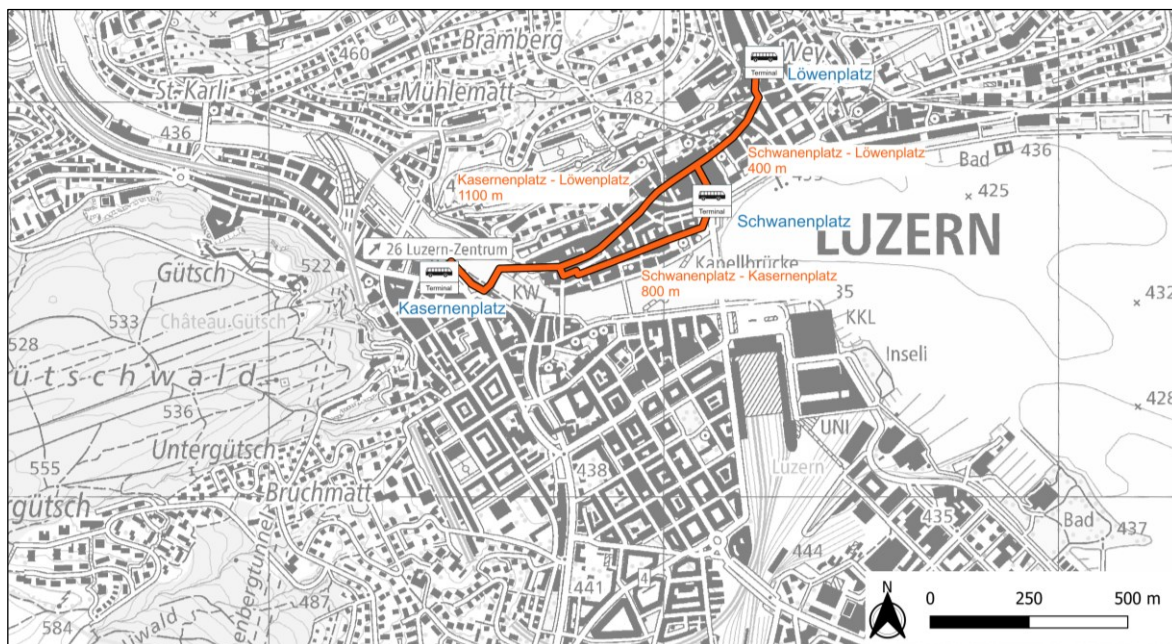 Bramberg
460
Wey
Terminal
Löwenplatz
St-Karli
Mühlematt
482
436
Schwanenplatz - Löwenplatz
400 m
Bad
436
Kasernenplatz - Löwenplatz
1100 m
425
Terminal
Schwanenplatz
LUZERN
26 Luzern-Zentrum
Gütsch
522
Terminal
Kapellbrücke
Schwanenplatz - Kasernenplatz
800 m
KW
Kasernenplatz
432
533
Château Gütsch
KKL
528
Inseli
ütschwald
536
428
UNI
Untergütsch
438
Luzern
555
Bruchmatt
ergütsch
435
Bad
437
444
4
441
487
584
N
0 250 500 m